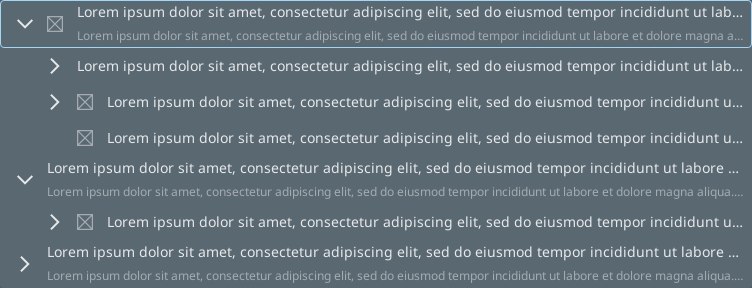 Lorem ipsum dolor sit amet, consectetur adipiscing elit, sed do eiusmod tempor incididunt ut lab...
Lorem ipsum dolor sit amet, consectetur adipiscing elit, sed do eiusmod tempor incididunt ut labore et dolore magna a...
Lorem ipsum dolor sit amet, consectetur adipiscing elit, sed do eiusmod tempor incididunt ut lab...
Lorem ipsum dolor sit amet, consectetur adipiscing elit, sed do eiusmod tempor incididunt u...
Lorem ipsum dolor sit amet, consectetur adipiscing elit, sed do eiusmod tempor incididunt u...
Lorem ipsum dolor sit amet, consectetur adipiscing elit, sed do eiusmod tempor incididunt ut labore ...
Lorem ipsum dolor sit amet, consectetur adipiscing elit, sed do eiusmod tempor incididunt ut labore et dolore magna aliqua....
Lorem ipsum dolor sit amet, consectetur adipiscing elit, sed do eiusmod tempor incididunt u...
Lorem ipsum dolor sit amet, consectetur adipiscing elit, sed do eiusmod tempor incididunt ut labore ...
Lorem ipsum dolor sit amet, consectetur adipiscing elit, sed do eiusmod tempor incididunt ut labore et dolore magna aliqua....